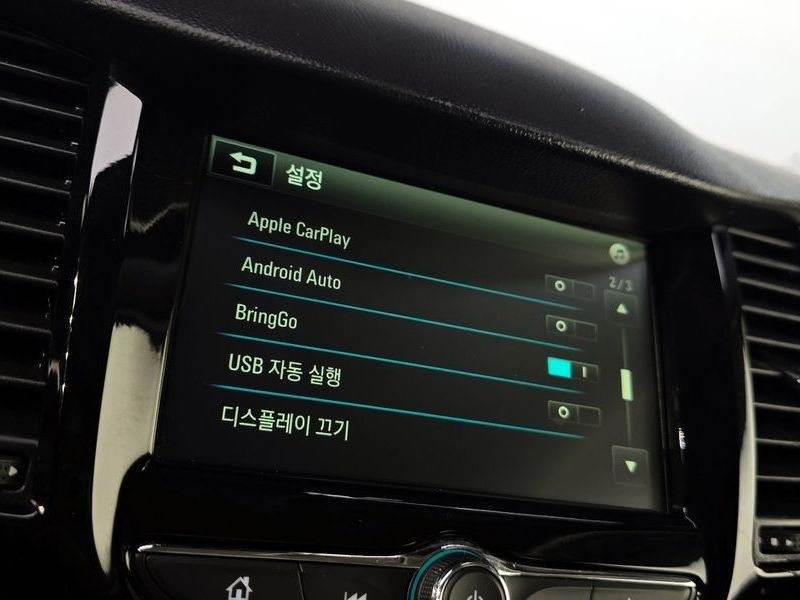 설정
2/3
Apple CarPlay
Android Auto
BringGo
USB 자동 실행
디스플레이 끄기